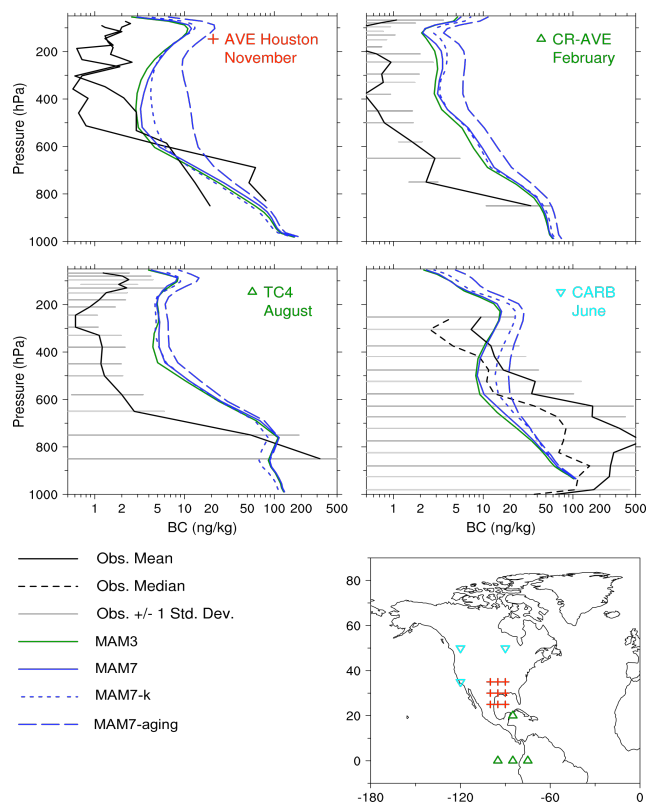 AVE Houston
November
CR-AVE
February
Pressure (hPa)
200
400
600
800
1000
TC4
August
CARB
June
Pressure (hPa)
200
400
600
800
1000
1 2 5 10 20 50 100 200 500
BC (ng/kg)
1 2 5 10 20 50 100 200 500
BC (ng/kg)
Obs. Mean
Obs. Median
Obs. +/- 1 Std. Dev.
MAM3
MAM7
MAM7-k
MAM7-aging
80
60
40
20
0
-180 -120 -60 0